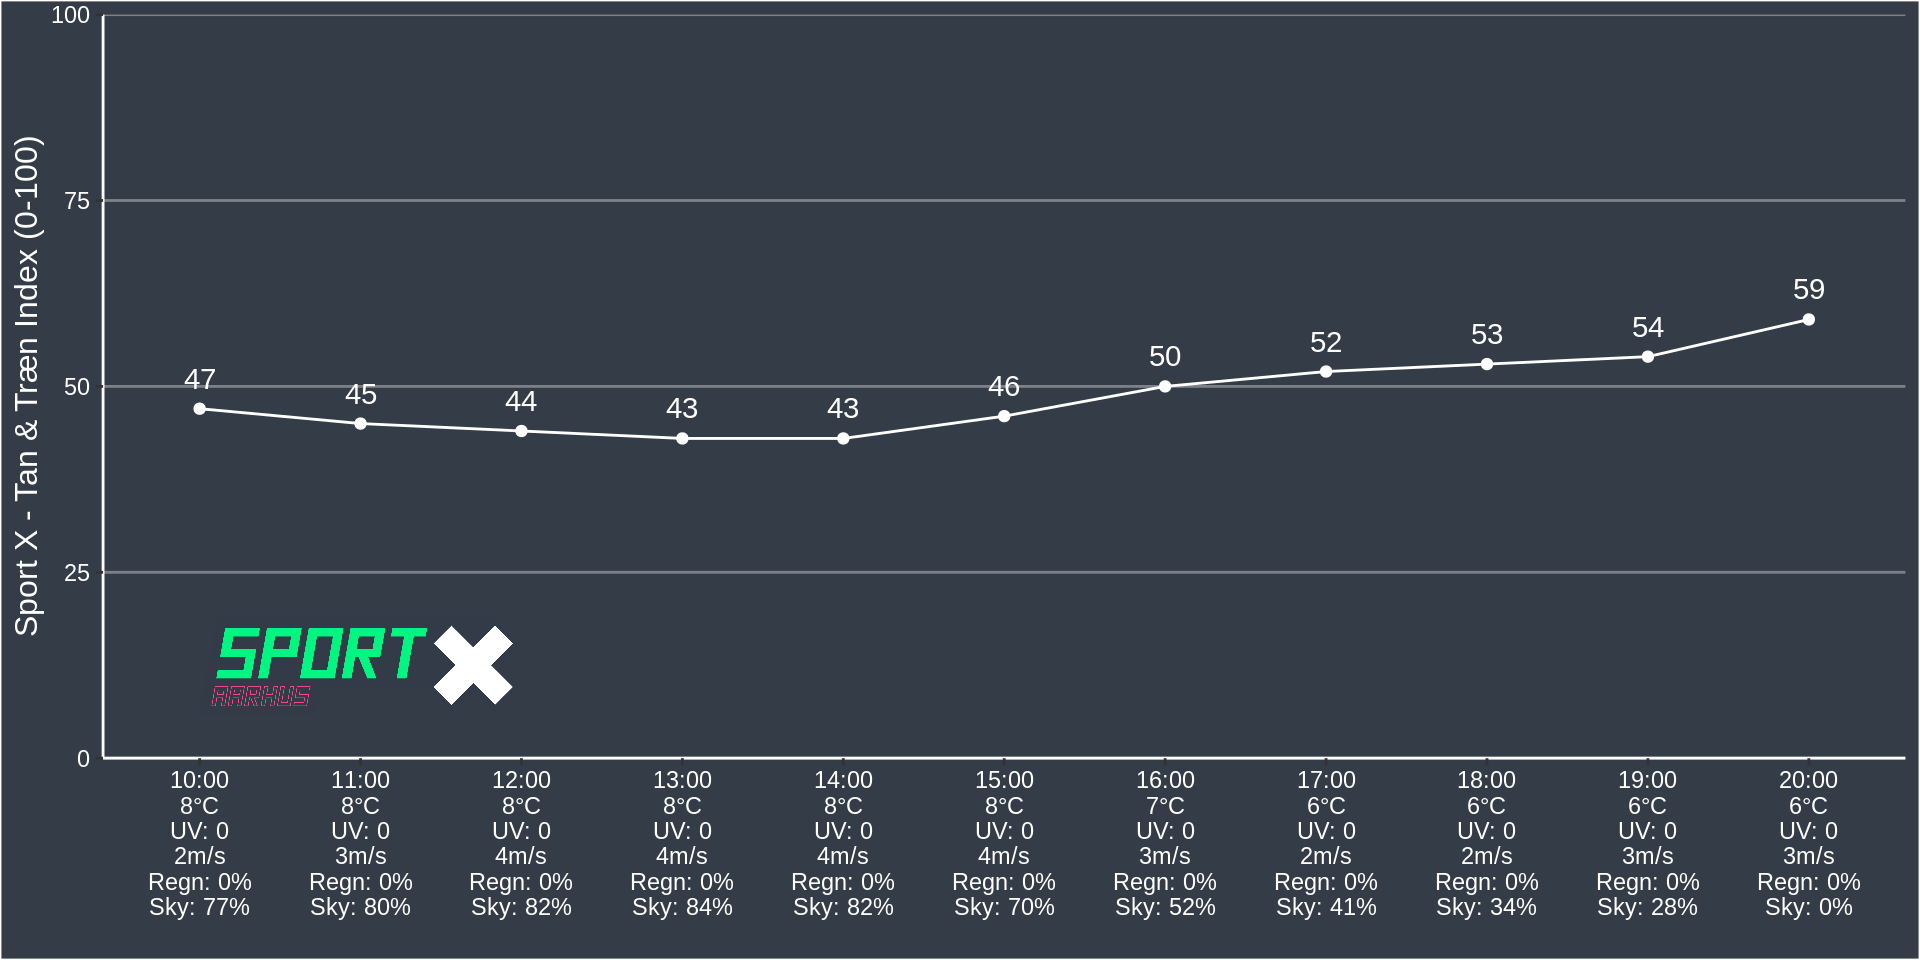 Sport X - Tan & Træn Index (0-100)
100
75
50
25
0
47
45
44
43
43
46
50
52
53
54
59
SPORT X
AARHUS
10:00 11:00 12:00 13:00 14:00 15:00 16:00 17:00 18:00 19:00 20:00
8°C 8°C 8°C 8°C 8°C 8°C 7°C 6°C 6°C 6°C 6°C
UV: 0 UV: 0 UV: 0 UV: 0 UV: 0 UV: 0 UV: 0 UV: 0 UV: 0 UV: 0 UV: 0
2m/s 3m/s 4m/s 4m/s 4m/s 4m/s 3m/s 2m/s 2m/s 3m/s 3m/s
Regn: 0% Regn: 0% Regn: 0% Regn: 0% Regn: 0% Regn: 0% Regn: 0% Regn: 0% Regn: 0% Regn: 0% Regn: 0%
Sky: 77% Sky: 80% Sky: 82% Sky: 84% Sky: 82% Sky: 70% Sky: 52% Sky: 41% Sky: 34% Sky: 28% Sky: 0%